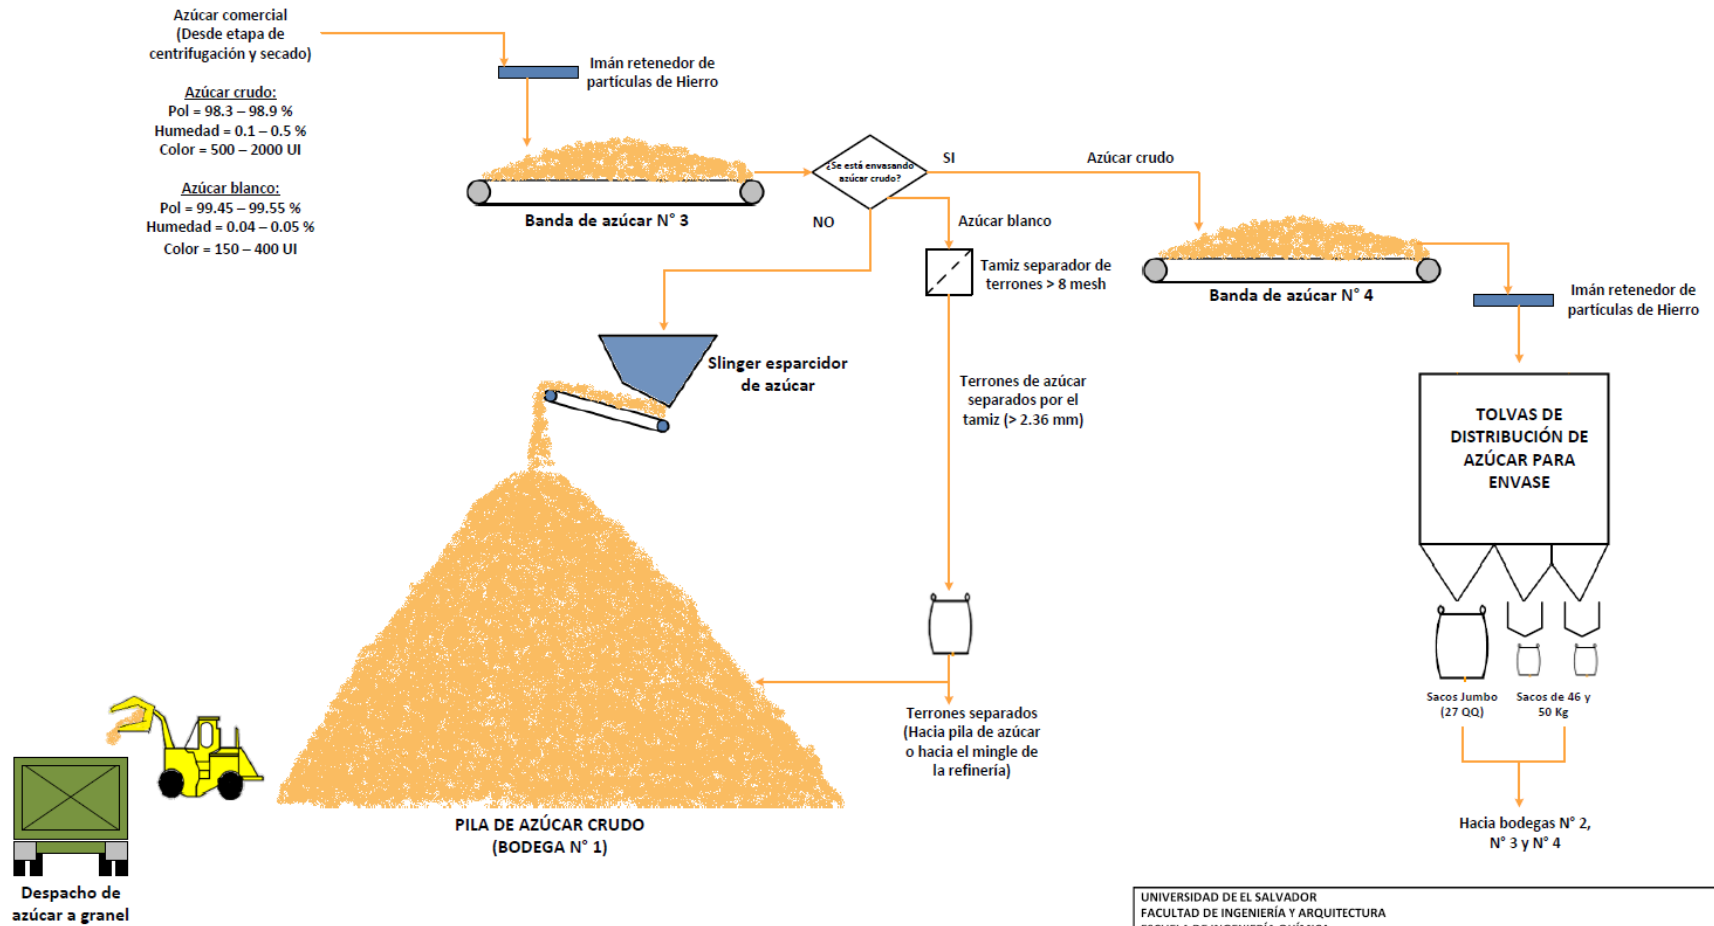 Azúcar comercial
(Desde etapa de
centrifugación y secado)
Azúcar crudo:
Pol = 98.3 – 98.9 %
Humedad = 0.1 – 0.5 %
Color = 500 – 2000 UI
Azúcar blanco:
Pol = 99.45 – 99.55 %
Humedad = 0.04 – 0.05 %
Color = 150 – 400 UI
Imán retenedor de
partículas de Hierro
Banda de azúcar N° 3
¿Se está envasando
azúcar crudo?
SI
NO
Azúcar crudo
Azúcar blanco
Tamiz separador de
terrones > 8 mesh
Banda de azúcar N° 4
Imán retenedor de
partículas de Hierro
Slinger esparcidor
de azúcar
Terrones de azúcar
separados por el
tamiz (> 2.36 mm)
TOLVAS DE
DISTRIBUCIÓN DE
AZÚCAR PARA
ENVASE
Sacos Jumbo
(27 QQ)
Sacos de 46 y
50 Kg
Terrones separados
(Hacia pila de azúcar
o hacia el mingle de
la refinería)
Hacia bodegas N° 2,
N° 3 y N° 4
PILA DE AZÚCAR CRUDO
(BODEGA N° 1)
Despacho de
azúcar a granel
UNIVERSIDAD DE EL SALVADOR
FACULTAD DE INGENIERÍA Y ARQUITECTURA
ESCUELA DE INGENIERÍA QUÍMICA